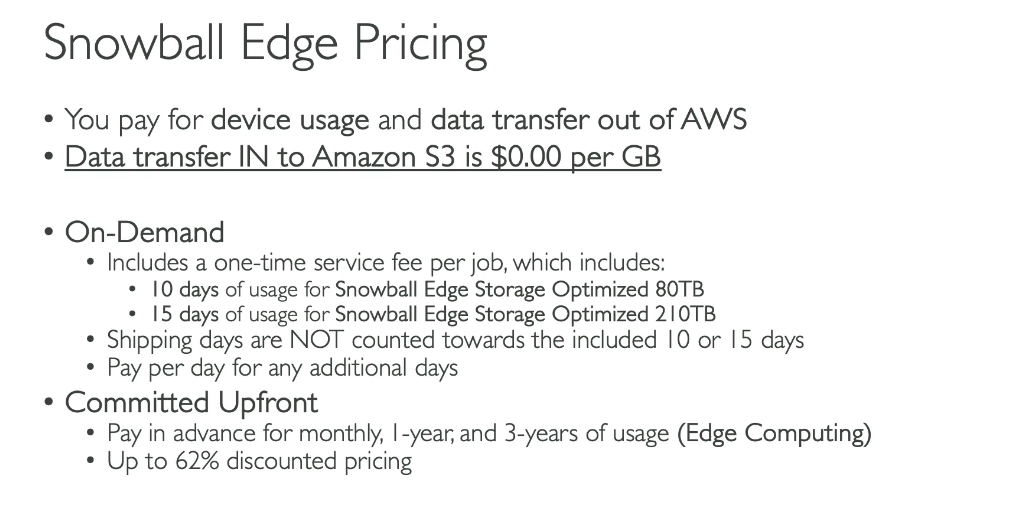 Snowball Edge Pricing
• You pay for device usage and data transfer out of AWS
• Data transfer IN to Amazon S3 is $0.00 per GB
• On-Demand
• Includes a one-time service fee per job, which includes:
• 10 days of usage for Snowball Edge Storage Optimized 80TB
• 15 days of usage for Snowball Edge Storage Optimized 210TB
• Shipping days are NOT counted towards the included 10 or 15 days
• Pay per day for any additional days
• Committed Upfront
• Pay in advance for monthly, 1-year, and 3-years of usage (Edge Computing)
• Up to 62% discounted pricing